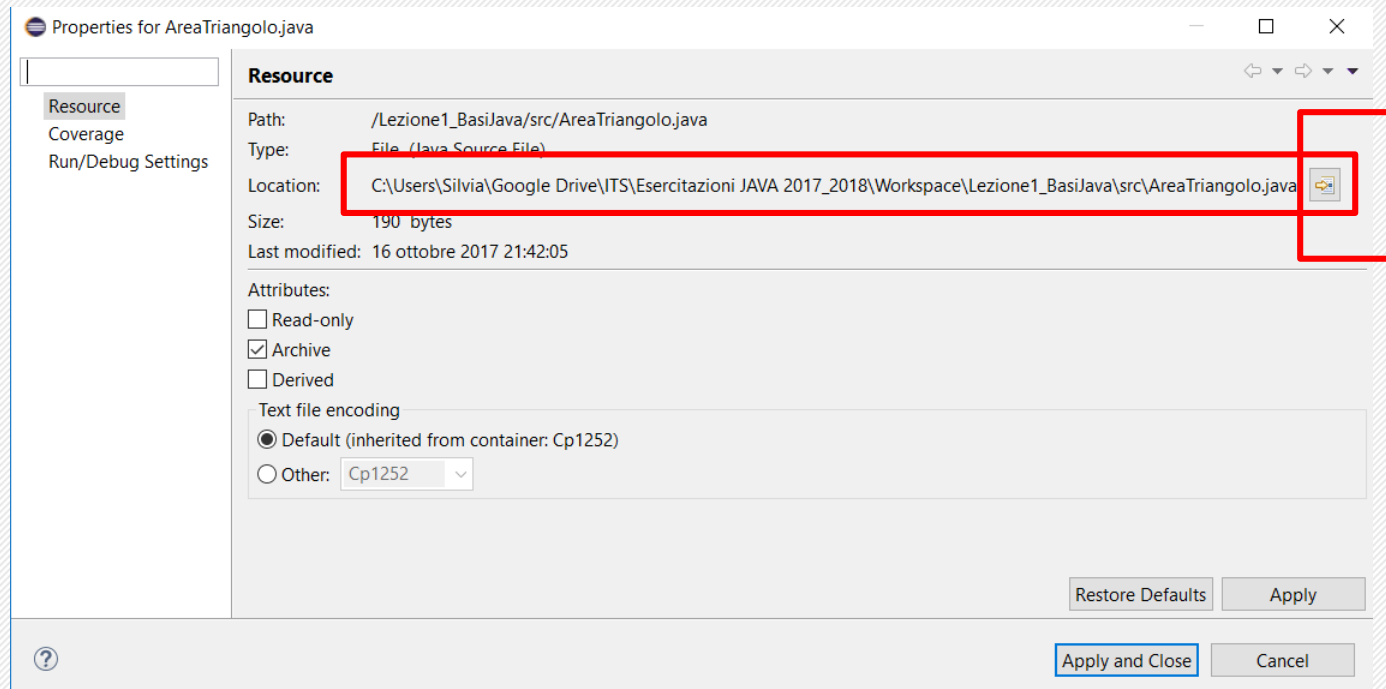 Properties for AreaTriangolo.java
Resource
Coverage
Run/Debug Settings
Resource
Path: /Lezione1_BasiJava/src/AreaTriangolo.java
Type: File (Java Source File)
Location: C:\Users\Silvia\Google Drive\ITS\Esercitazioni JAVA 2017_2018\Workspace\Lezione1_BasiJava\src\AreaTriangolo.java
Size: 190 bytes
Last modified: 16 ottobre 2017 21:42:05
Attributes:
Read-only
Archive
Derived
Text file encoding
Default (inherited from container: Cp1252)
Other: Cp1252
Restore Defaults Apply
Apply and Close Cancel